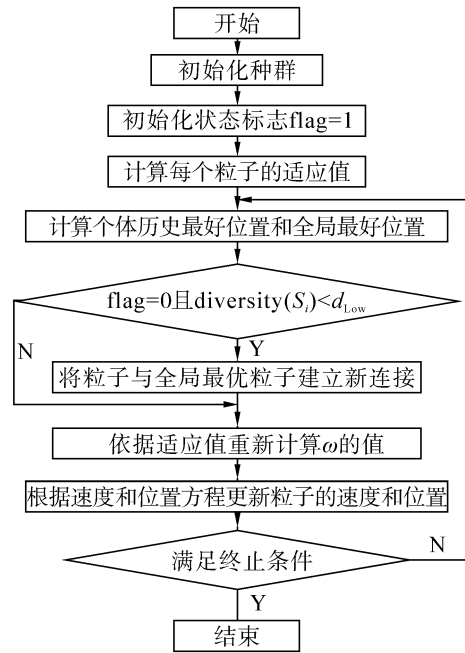 开始
初始化种群
初始化状态标志flag=1
计算每个粒子的适应值
计算个体历史最好位置和全局最好位置
flag=0且diversity(Si)<dLow
N
Y
将粒子与全局最优粒子建立新连接
依据适应值重新计算ω的值
根据速度和位置方程更新粒子的速度和位置
满足终止条件
N
Y
结束